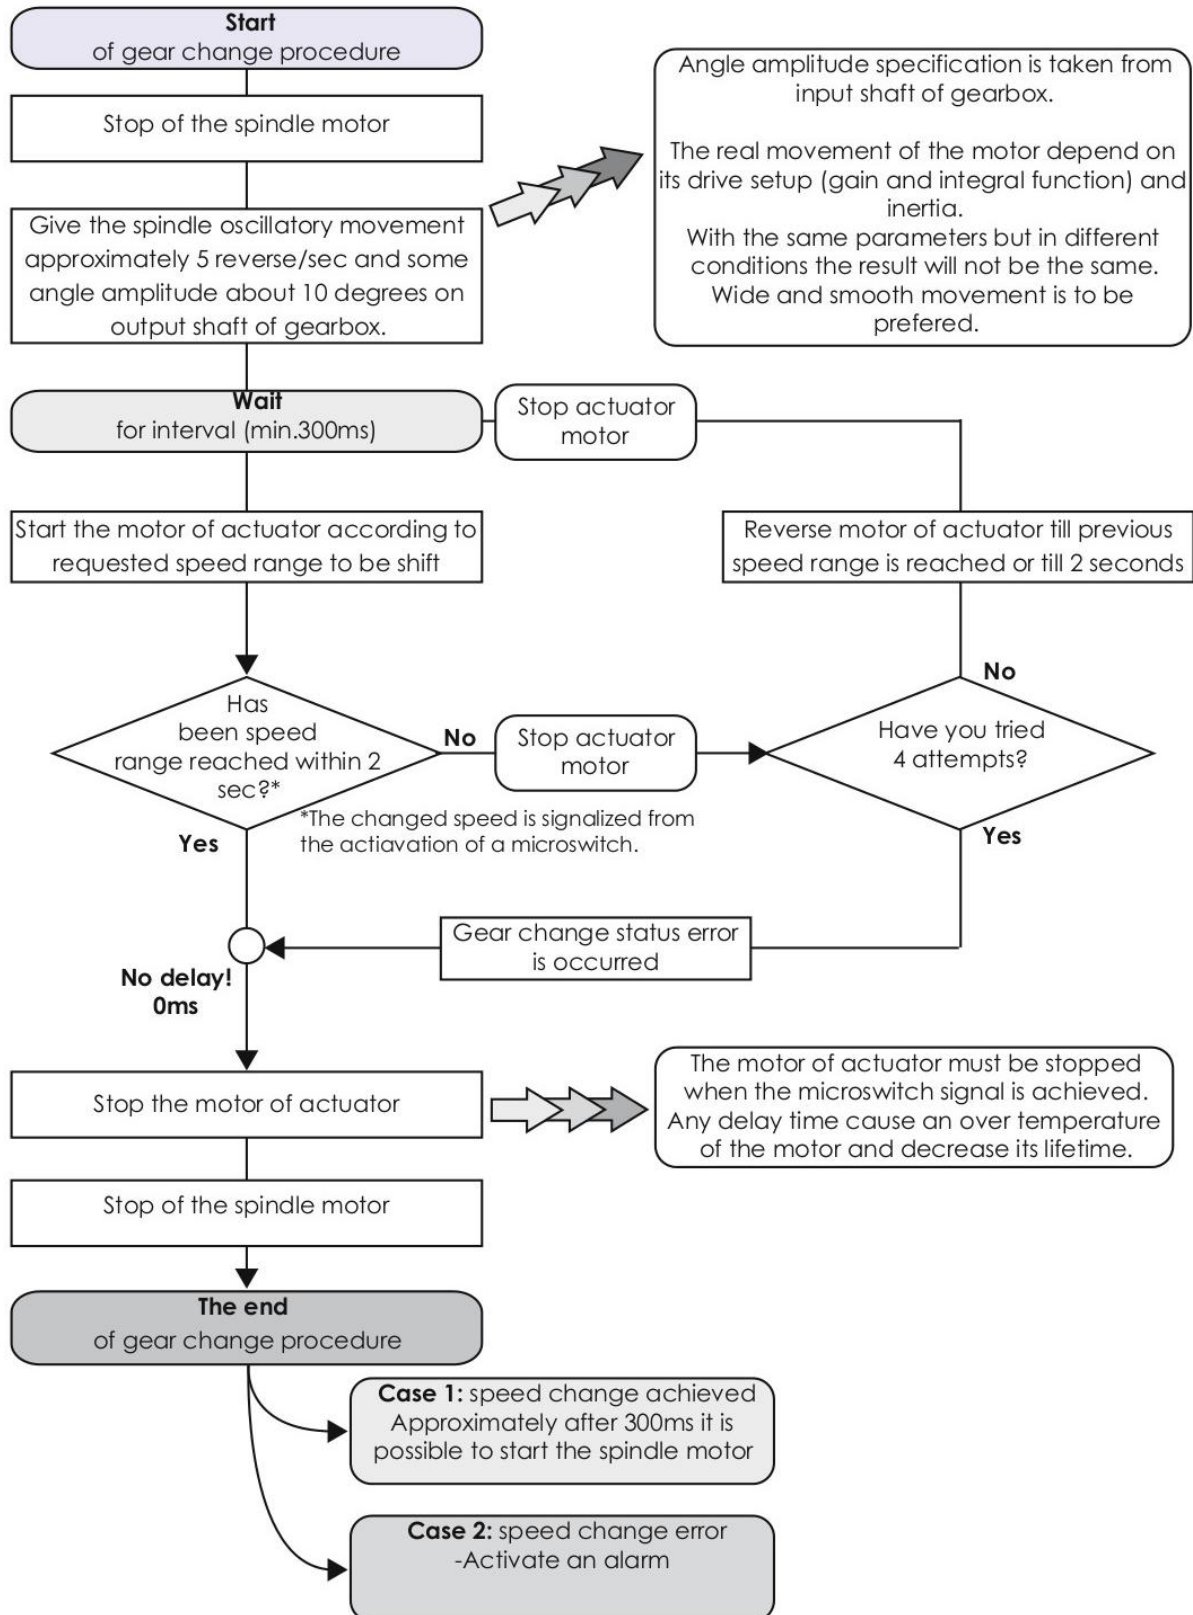 Start
of gear change procedure
Stop of the spindle motor
Give the spindle oscillatory movement
approximately 5 reverse/sec and some
angle amplitude about 10 degrees on
output shaft of gearbox.
Angle amplitude specification is taken from
input shaft of gearbox.
The real movement of the motor depend on
its drive setup (gain and integral function) and
inertia.
With the same parameters but in different
conditions the result will not be the same.
Wide and smooth movement is to be
prefered.
Wait
for interval (min.300ms)
Stop actuator
motor
Start the motor of actuator according to
requested speed range to be shift
Reverse motor of actuator till previous
speed range is reached or till 2 seconds
Has
been speed
range reached within 2
sec?*
No
Stop actuator
motor
No
Have you tried
4 attempts?
*The changed speed is signalized from
the actiavation of a microswitch.
Yes
Yes
Gear change status error
is occurred
No delay!
0ms
Stop the motor of actuator
The motor of actuator must be stopped
when the microswitch signal is achieved.
Any delay time cause an over temperature
of the motor and decrease its lifetime.
Stop of the spindle motor
The end
of gear change procedure
Case 1: speed change achieved
Approximately after 300ms it is
possible to start the spindle motor
Case 2: speed change error
-Activate an alarm